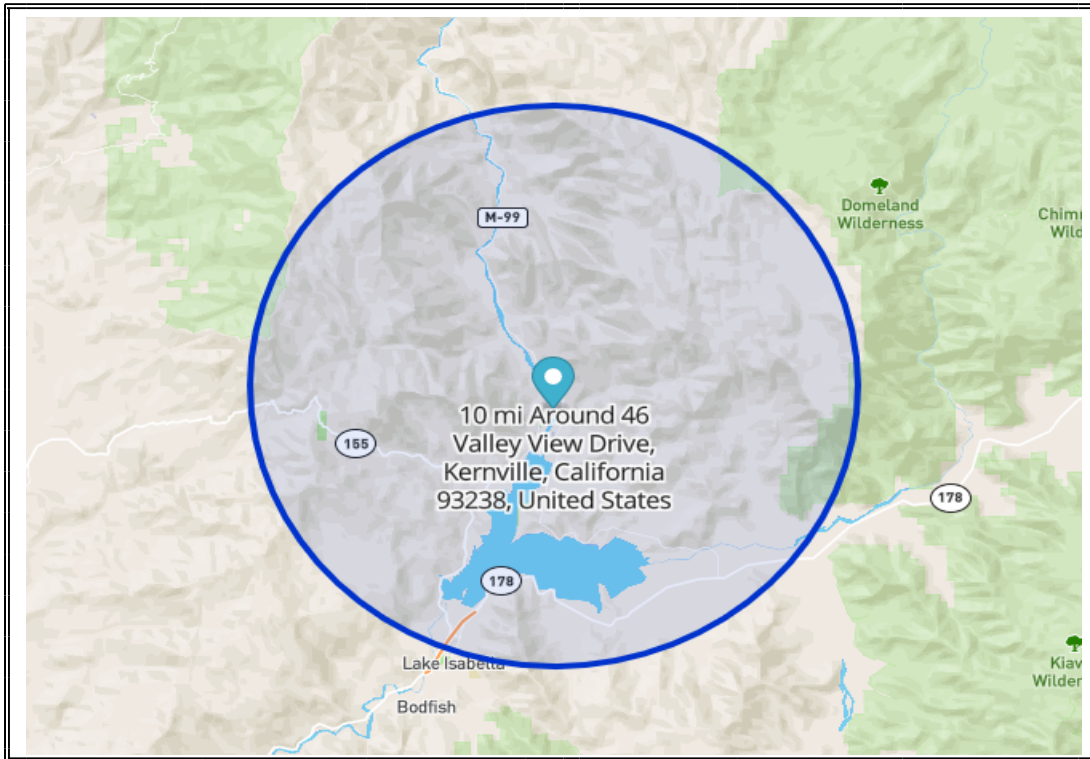 M-99
Domeland
Wilderness
Chimn
Wild
10 mi Around 46
Valley View Drive,
Kernville, California
93238, United States
155
178
178
Lake Isabella
Bodfish
Kiav
Wilder